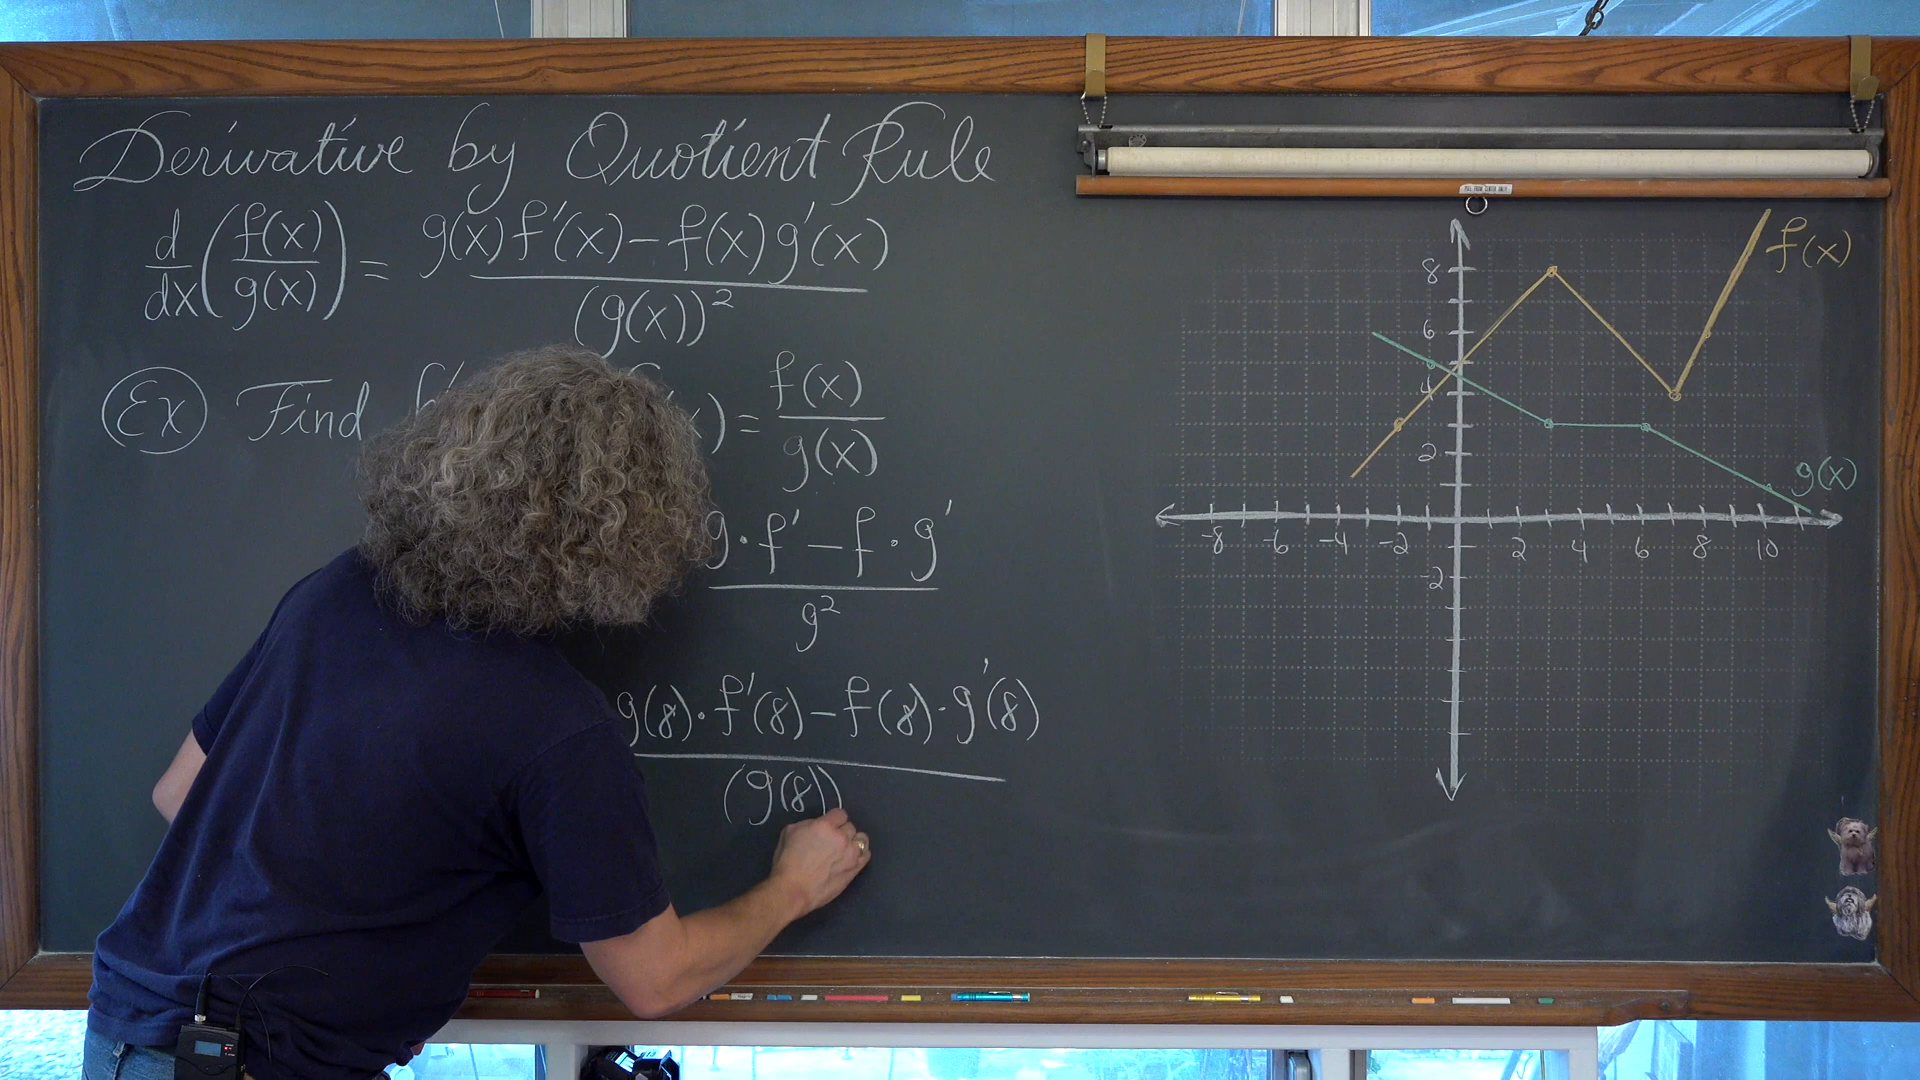 Derivative by Quotient Rule
d/dx (f(x)/g(x)) = g(x)f'(x) - f(x)g'(x) / (g(x))²
Ex Find = f(x)/g(x)
g · f' - f · g' / g²
g(8) · f'(8) - f(8) · g'(8) / (g(8))
f(x)
g(x)
8
6
4
2
-8 -6 -4 -2 2 4 6 8 10
-2